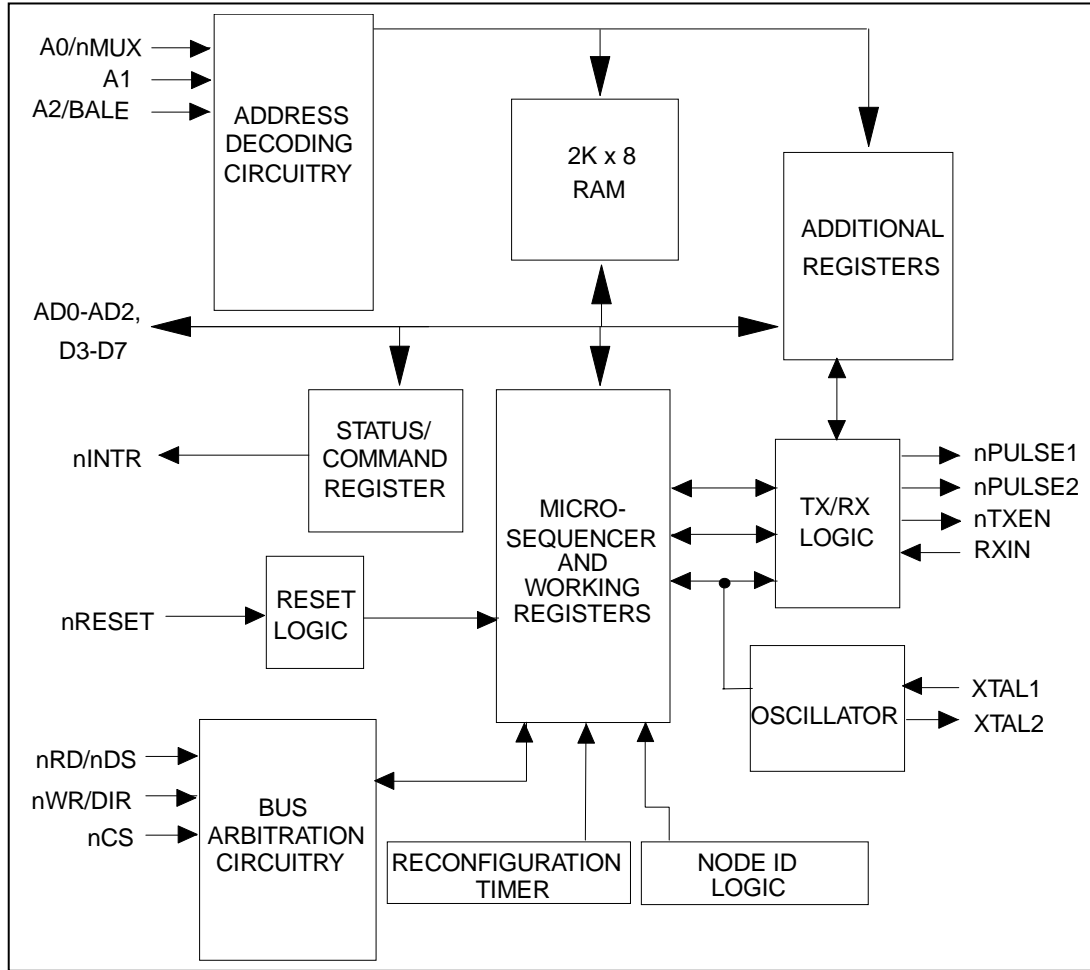 A0/nMUX
A1
A2/BALE
ADDRESS
DECODING
CIRCUITRY
2K x 8
RAM
ADDITIONAL
REGISTERS
AD0-AD2,
D3-D7
nINTR
STATUS/
COMMAND
REGISTER
MICRO-
SEQUENCER
AND
WORKING
REGISTERS
TX/RX
LOGIC
nPULSE1
nPULSE2
nTXEN
RXIN
nRESET
RESET
LOGIC
OSCILLATOR
XTAL1
XTAL2
nRD/nDS
nWR/DIR
nCS
BUS
ARBITRATION
CIRCUITRY
RECONFIGURATION
TIMER
NODE ID
LOGIC